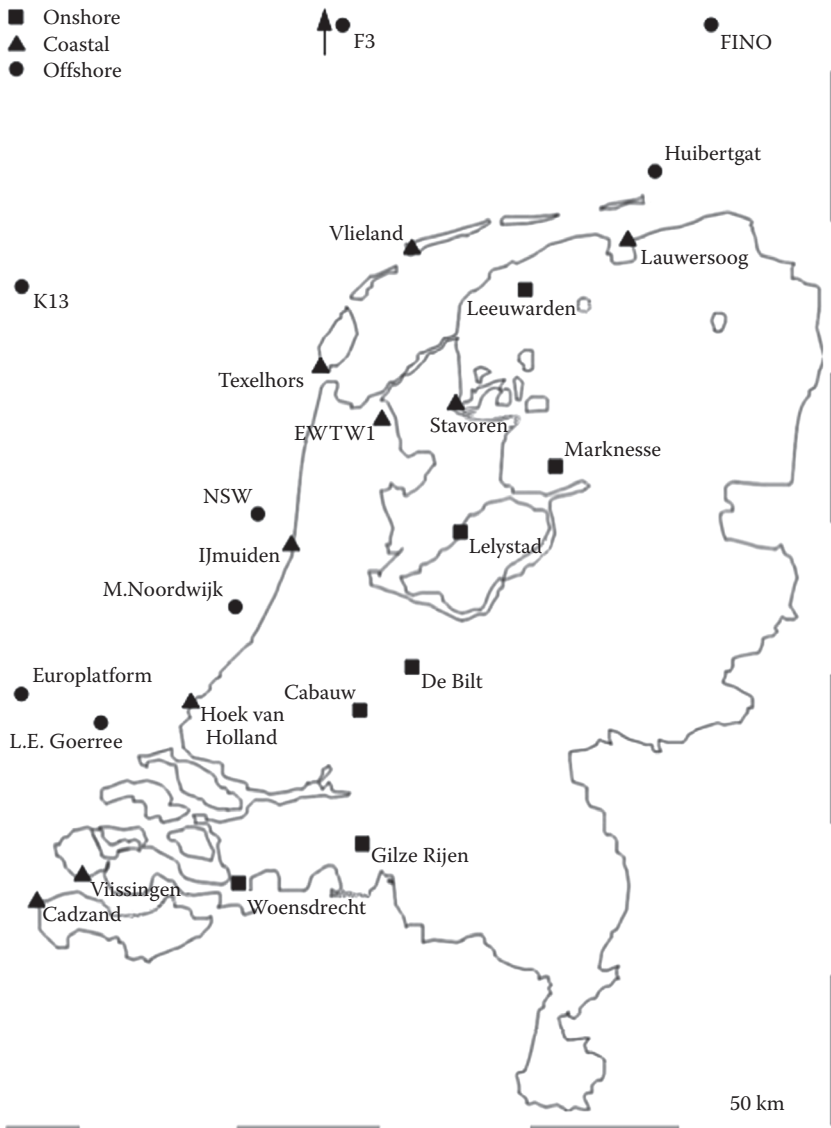 Onshore
Coastal
Offshore
F3
FINO
Huibertgat
Vlieland
Lauwersoog
K13
Leeuwarden
Texelhors
EWTW1
Stavoren
Marknesse
NSW
IJmuiden
Lelystad
M.Noordwijk
Europlatform
De Bilt
Cabauw
Hoek van
Holland
L.E. Goerree
Gilze Rijen
Viissingen
Woensdrecht
Cadzand
50 km